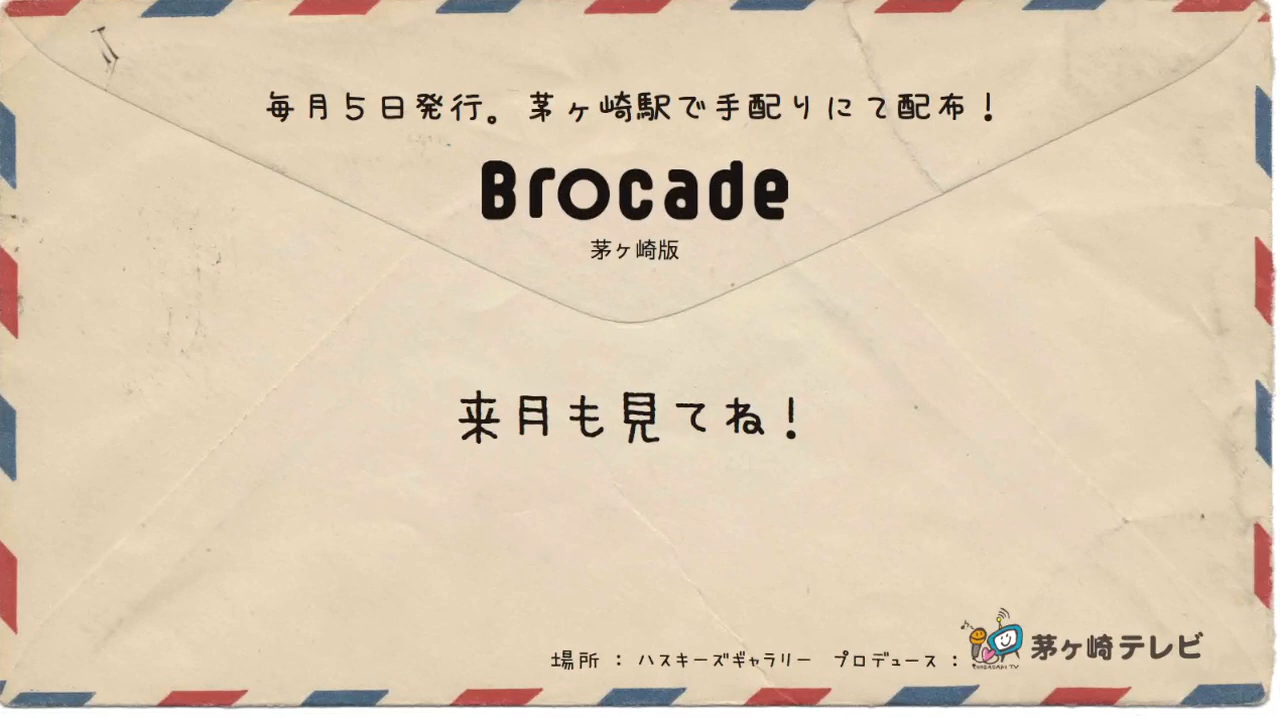 毎月5日発行。茅ヶ崎駅で手配りにて配布！
Brocade
茅ヶ崎版
来月も見てね！
場所：ハスキーズギャラリー　プロデュース：茅ヶ崎テレビ